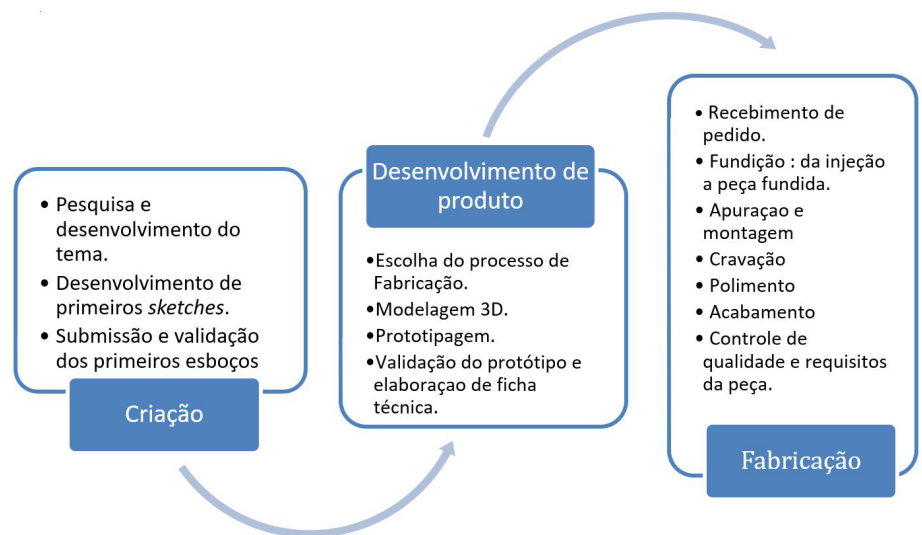 • Pesquisa e
desenvolvimento do
tema.
• Desenvolvimento de
primeiros sketches.
• Submissão e validação
dos primeiros esboços
Criação
Desenvolvimento de
produto
•Escolha do processo de
Fabricação.
•Modelagem 3D.
•Prototipagem.
•Validação do protótipo e
elaboraçao de ficha
técnica.
• Recebimento de
pedido.
• Fundição : da injeção
a peça fundida.
• Apuraçao e
montagem
• Cravação
• Polimento
• Acabamento
• Controle de
qualidade e requisitos
da peça.
Fabricação